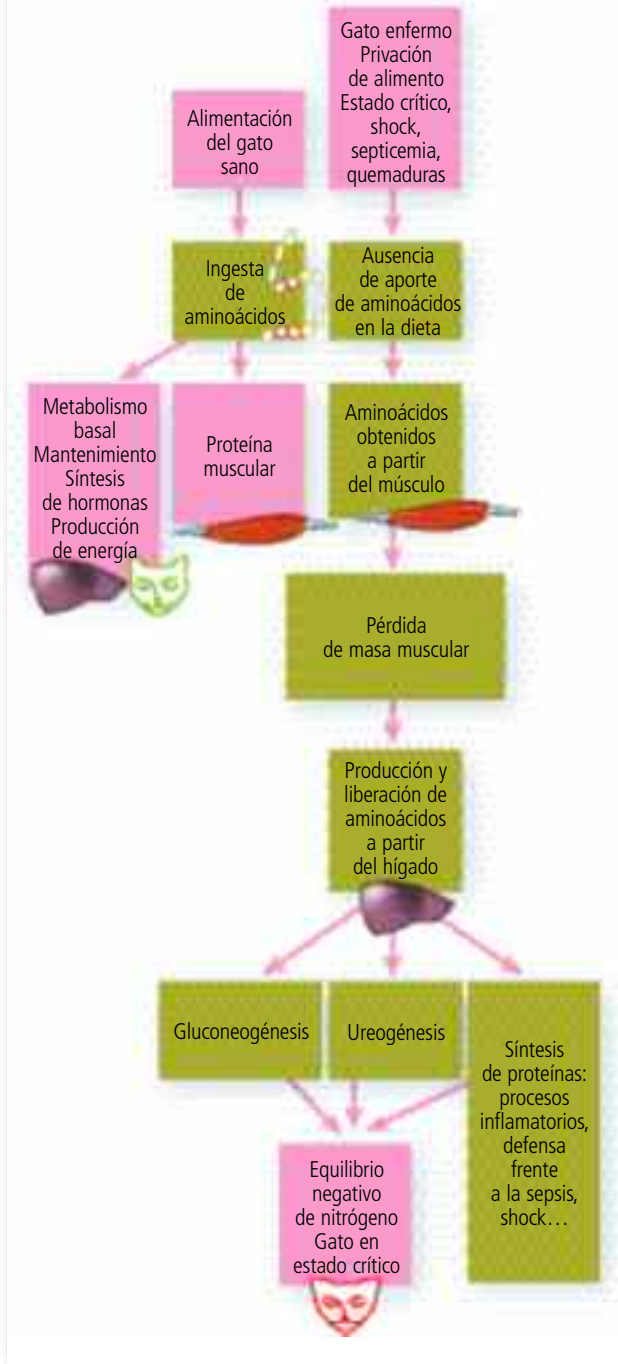 Alimentación
del gato
sano
Gato enfermo
Privación
de alimento
Estado crítico,
shock,
septicemia,
quemaduras
Ingesta
de
aminoácidos
Ausencia
de aporte
de aminoácidos
en la dieta
Metabolismo
basal
Mantenimiento
Síntesis
de hormonas
Producción
de energía
Proteína
muscular
Aminoácidos
obtenidos
a partir
del músculo
Pérdida
de masa muscular
Producción y
liberación de
aminoácidos
a partir
del hígado
Gluconeogénesis
Ureogénesis
Síntesis
de proteínas:
procesos
inflamatorios,
defensa
frente
a la sepsis,
shock…
Equilibrio
negativo
de nitrógeno
Gato en
estado crítico